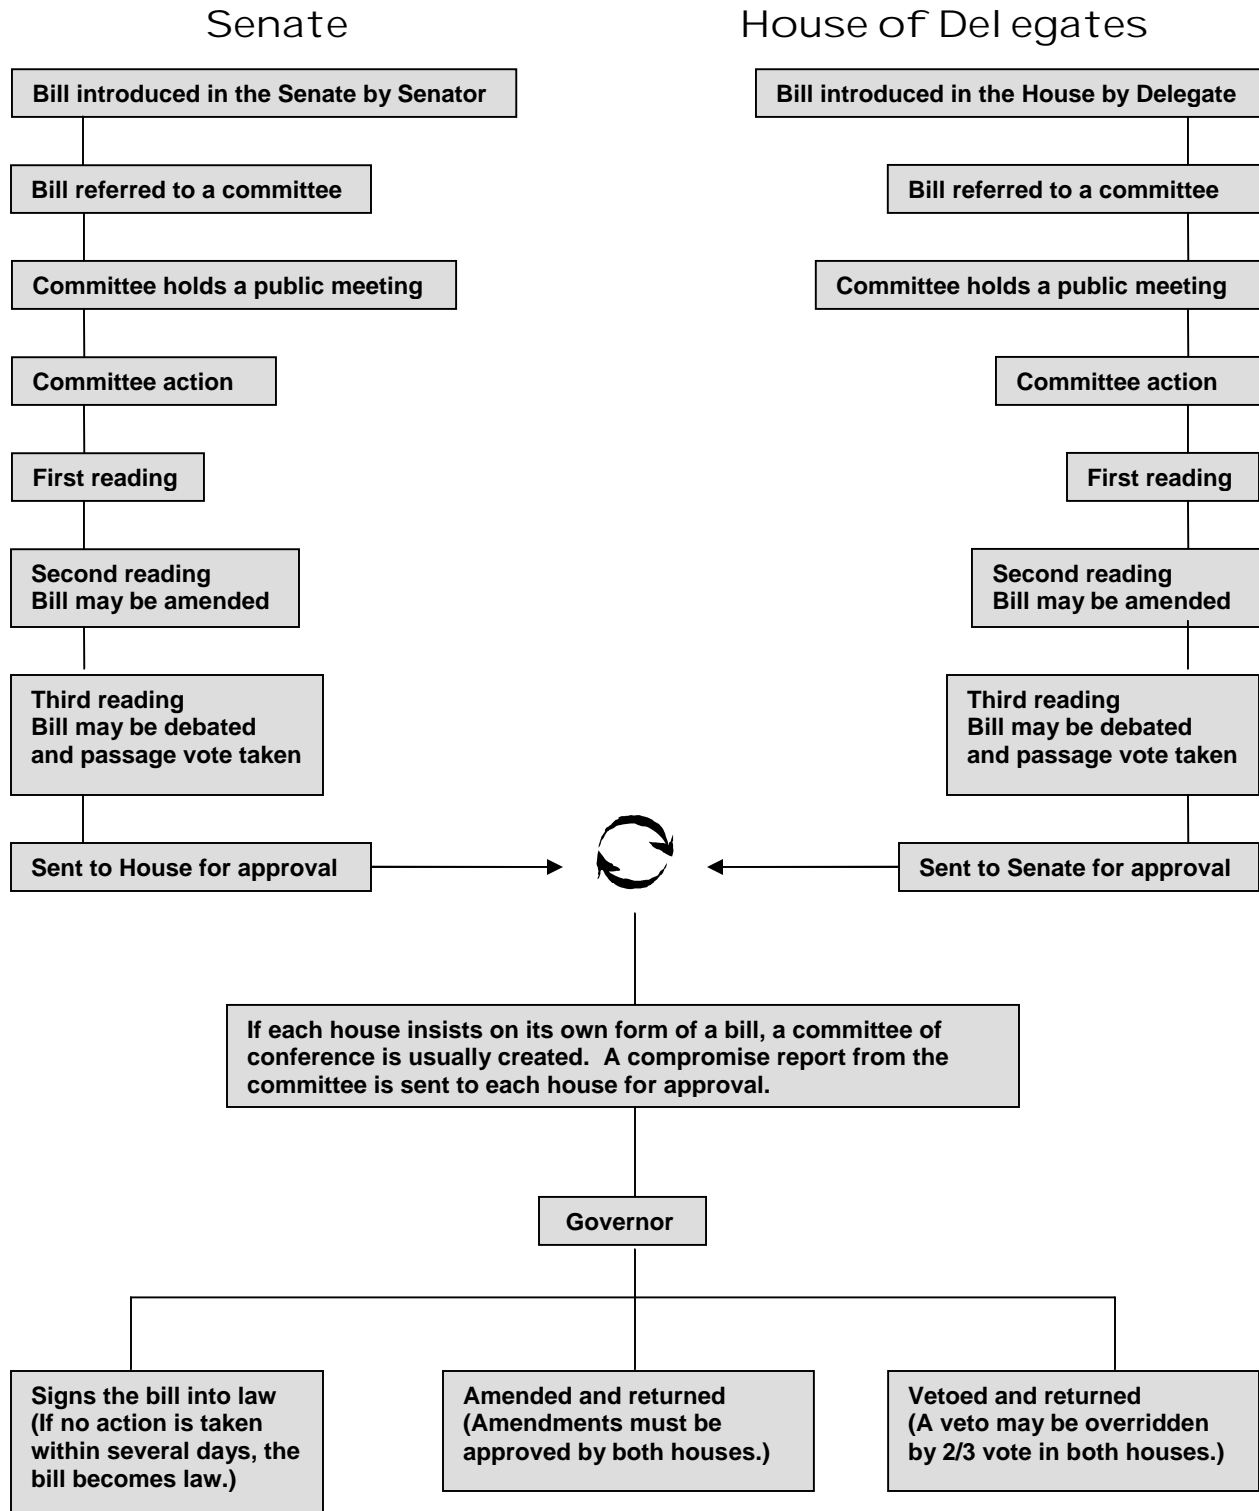 Senate
House of Delegates
Bill introduced in the Senate by Senator
Bill introduced in the House by Delegate
Bill referred to a committee
Bill referred to a committee
Committee holds a public meeting
Committee holds a public meeting
Committee action
Committee action
First reading
First reading
Second reading
Bill may be amended
Second reading
Bill may be amended
Third reading
Bill may be debated
and passage vote taken
Third reading
Bill may be debated
and passage vote taken
Sent to House for approval
Sent to Senate for approval
If each house insists on its own form of a bill, a committee of
conference is usually created.  A compromise report from the
committee is sent to each house for approval.
Governor
Signs the bill into law
(If no action is taken
within several days, the
bill becomes law.)
Amended and returned
(Amendments must be
approved by both houses.)
Vetoed and returned
(A veto may be overridden
by 2/3 vote in both houses.)